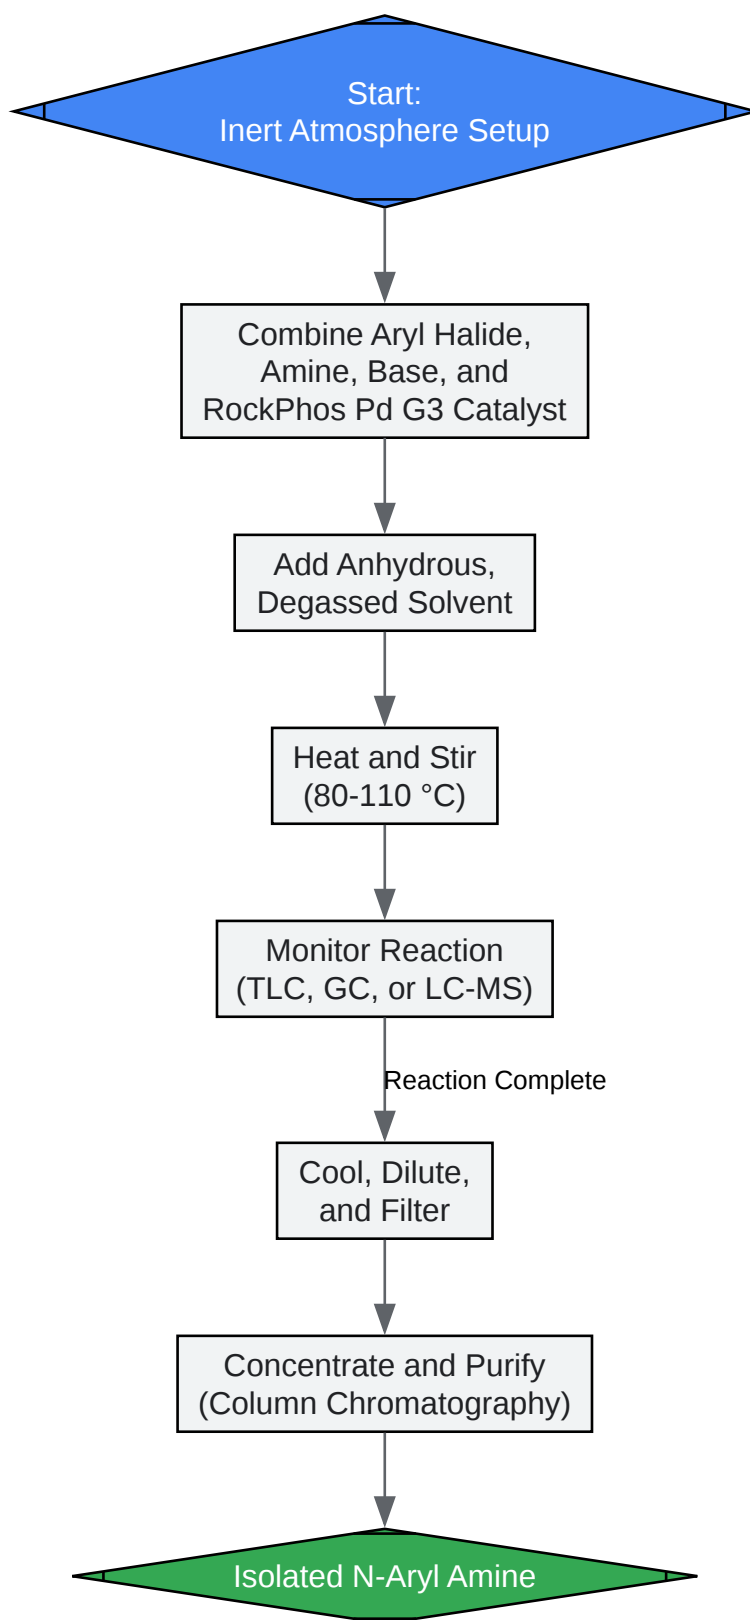 Start:
Inert Atmosphere Setup
Combine Aryl Halide,
Amine, Base, and
RockPhos Pd G3 Catalyst
Add Anhydrous,
Degassed Solvent
Heat and Stir
(80-110 °C)
Monitor Reaction
(TLC, GC, or LC-MS)
Reaction Complete
Cool, Dilute,
and Filter
Concentrate and Purify
(Column Chromatography)
Isolated N-Aryl Amine